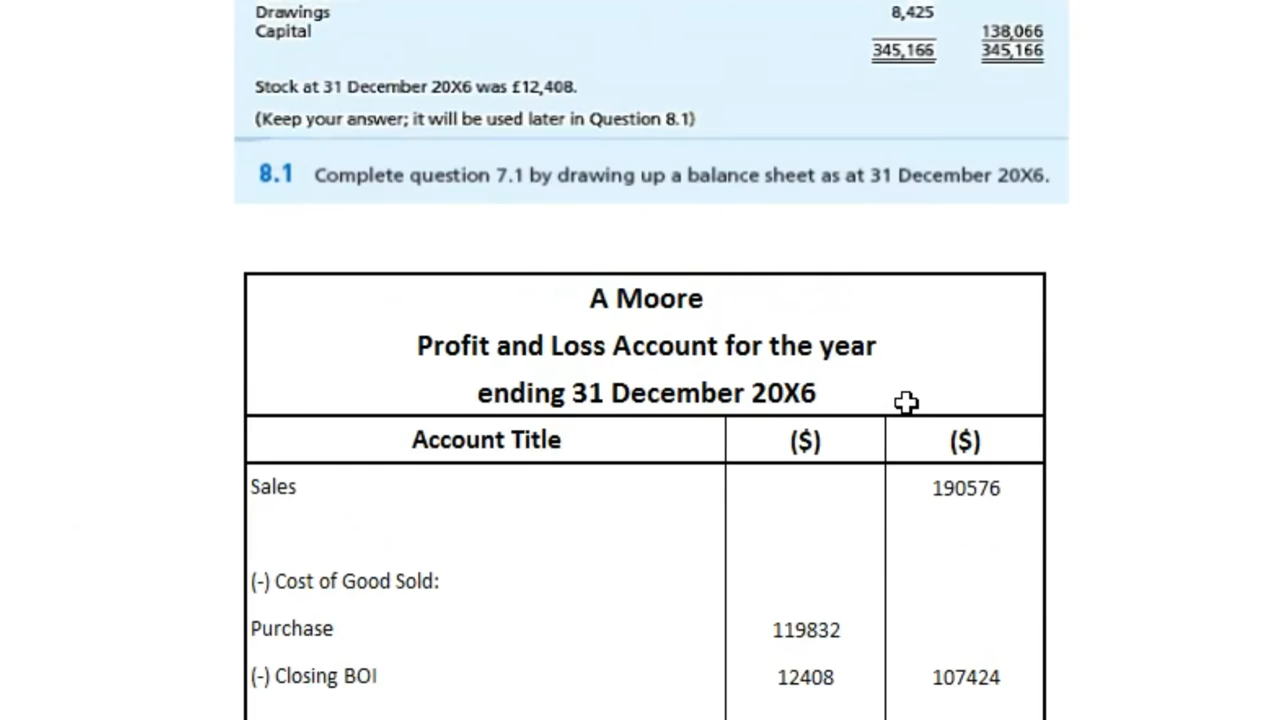 Drawings 8,425
Capital 138,066
345,166 345,166
Stock at 31 December 20X6 was £12,408.
(Keep your answer; it will be used later in Question 8.1)
8.1 Complete question 7.1 by drawing up a balance sheet as at 31 December 20X6.
A Moore
Profit and Loss Account for the year
ending 31 December 20X6
Account Title ($) ($)
Sales 190576
(-) Cost of Good Sold:
Purchase 119832
(-) Closing BOI 12408 107424